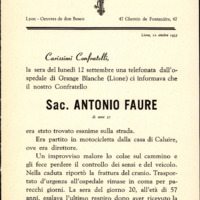 Lyon - Oeuvres de don Bosco 47 Chemin de Fontanière, 47
Lione, 12 ottobre 1953
Carissimi Confratelli,
la sera del lunedì 12 settembre una telefonata dall'o-
spedale di Grange Blanche (Lione) ci informava che
il nostro Confratello
Sac. ANTONIO FAURE
di anni 57
era stato trovato esanime sulla strada.
Era partito in motocicletta dalla casa di Caluire,
ove era direttore.
Un improvviso malore lo colse sul cammino e
gli fece perdere il controllo dei sensi e del veicolo.
Nella caduta riportò la frattura del cranio. Traspor-
tato d'urgenza all'ospedale rimase in coma per pa-
recchi giorni. La sera del giorno 20, all'età di 57
anni, esalava l'ultimo respiro dopo aver ricevuto la